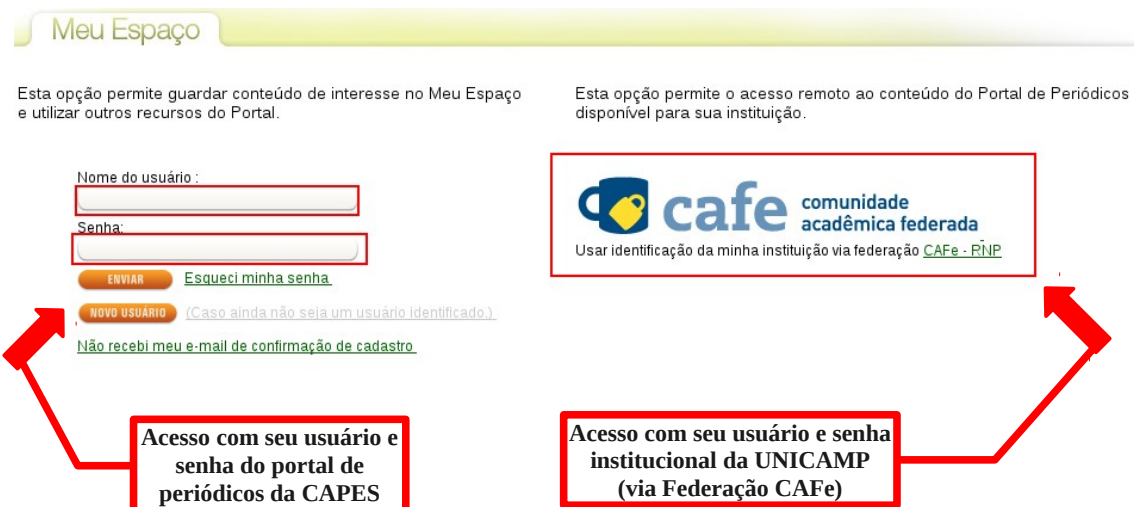 Meu Espaço
Esta opção permite guardar conteúdo de interesse no Meu Espaço
e utilizar outros recursos do Portal.
Nome do usuário :
Senha:
ENVIAR Esqueci minha senha
NOVO USUÁRIO (Caso ainda não seja um usuário identificado.)
Não recebi meu e-mail de confirmação de cadastro
Acesso com seu usuário e
senha do portal de
periódicos da CAPES
Esta opção permite o acesso remoto ao conteúdo do Portal de Periódicos
disponível para sua instituição.
cafe comunidade
acadêmica federada
Usar identificação da minha instituição via federação CAFe - RNP
Acesso com seu usuário e senha
institucional da UNICAMP
(via Federação CAFe)